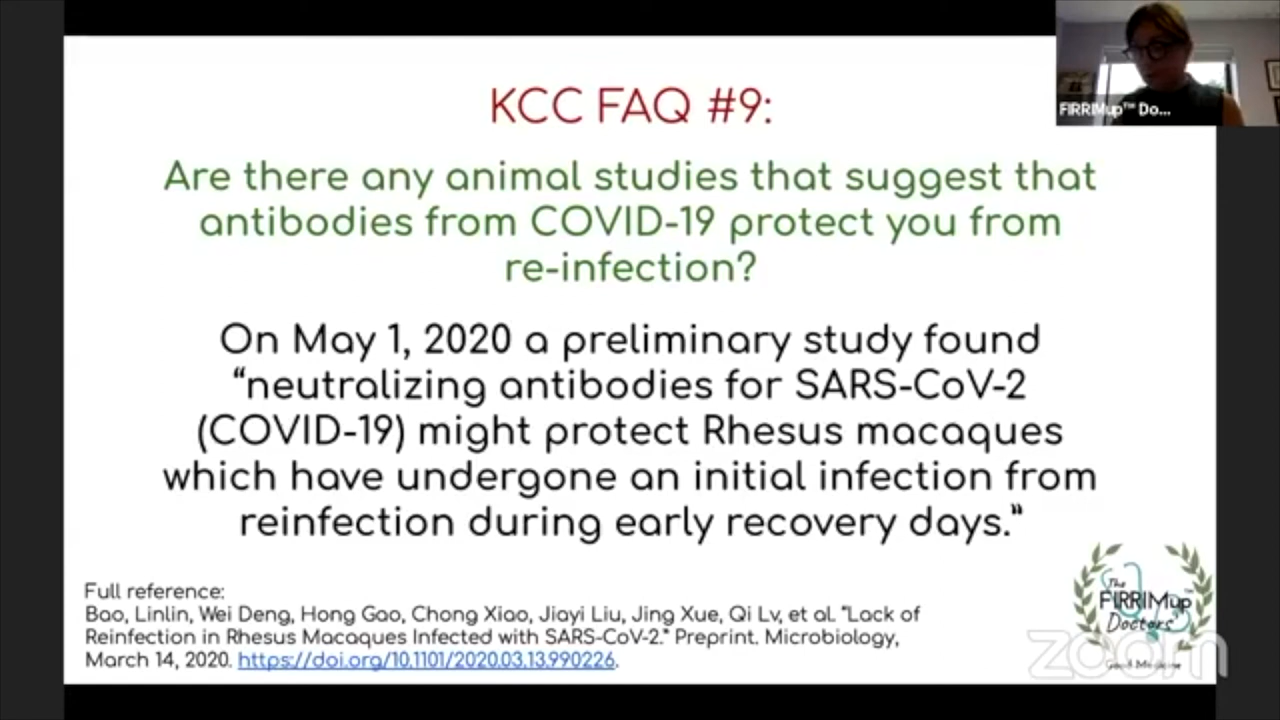 FIRRIMup™ Do...
KCC FAQ #9:
Are there any animal studies that suggest that
antibodies from COVID-19 protect you from
re-infection?
On May 1, 2020 a preliminary study found
“neutralizing antibodies for SARS-CoV-2
(COVID-19) might protect Rhesus macaques
which have undergone an initial infection from
reinfection during early recovery days.”
Full reference:
Bao, Linlin, Wei Deng, Hong Gao, Chong Xiao, Jiayi Liu, Jing Xue, Qi Lv, et al. “Lack of
Reinfection in Rhesus Macaques Infected with SARS-CoV-2.” Preprint. Microbiology,
March 14, 2020. https://doi.org/10.1101/2020.03.13.990226.
The
FIRRIMup™
Doctors
Good Medicine
zoom